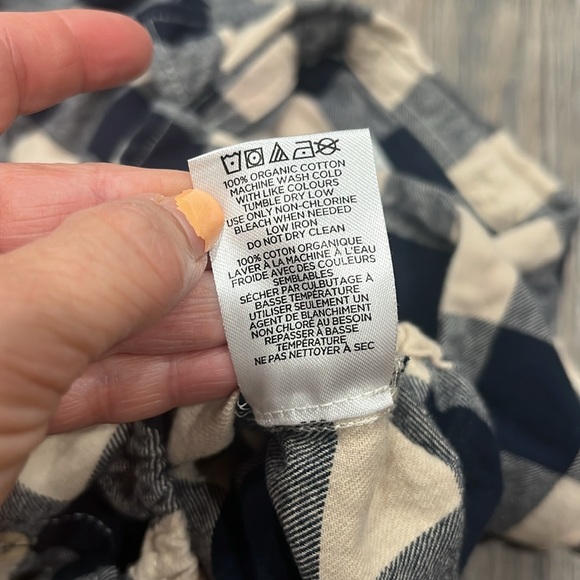 100% ORGANIC COTTON
MACHINE WASH COLD
WITH LIKE COLOURS
TUMBLE DRY LOW
USE ONLY NON-CHLORINE
BLEACH WHEN NEEDED
LOW IRON
DO NOT DRY CLEAN
100% COTON ORGANIQUE
LAVER À LA MACHINE À L'EAU
FROIDE AVEC DES COULEURS
SEMBLABLES
SÉCHER PAR CULBUTAGE À
BASSE TEMPÉRATURE
UTILISER SEULEMENT UN
AGENT DE BLANCHIMENT
NON CHLORÉ AU BESOIN
REPASSER À BASSE
TEMPÉRATURE
NE PAS NETTOYER À SEC